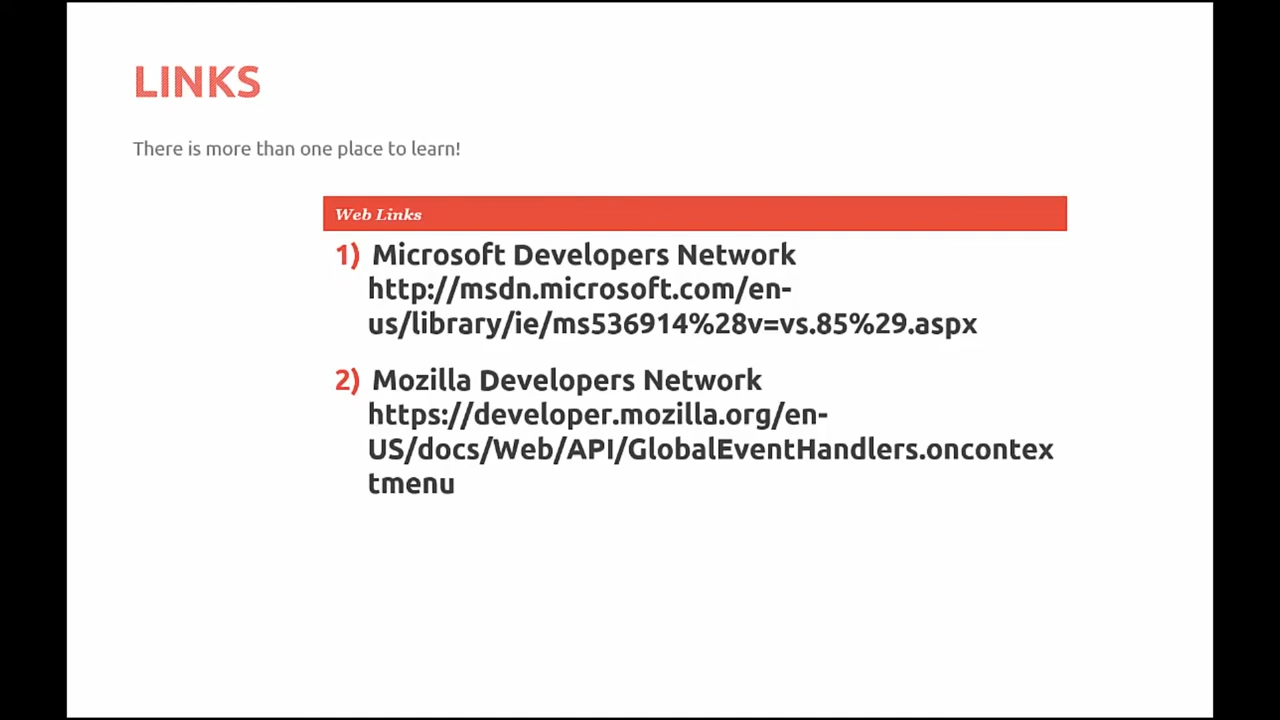 LINKS
There is more than one place to learn!
Web Links
1) Microsoft Developers Network
http://msdn.microsoft.com/en-
us/library/ie/ms536914%28v=vs.85%29.aspx
2) Mozilla Developers Network
https://developer.mozilla.org/en-
US/docs/Web/API/GlobalEventHandlers.oncontex
tmenu